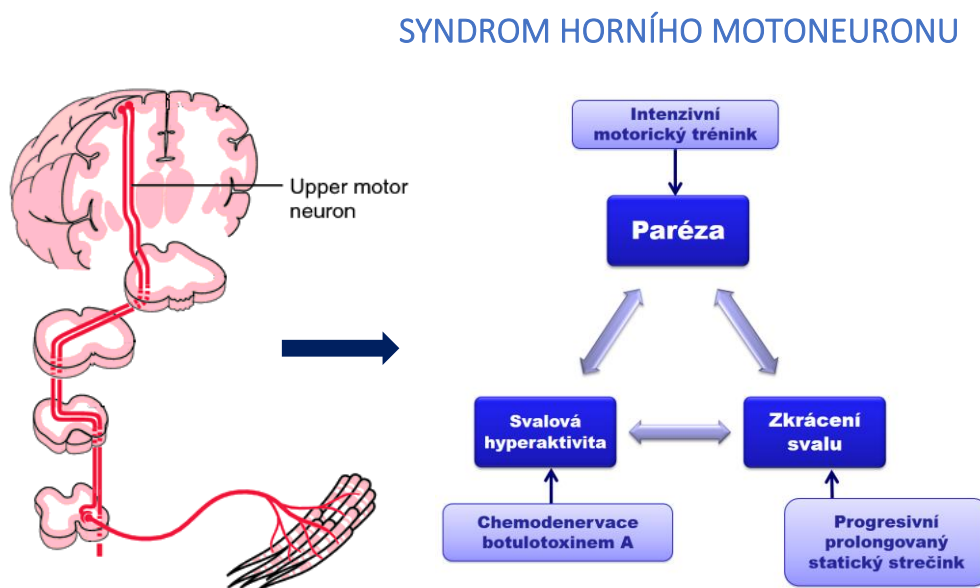 SYNDROM HORNÍHO MOTONEURONU
Upper motor
neuron
Intenzivní
motorický trénink
Paréza
Svalová
hyperaktivita
Zkrácení
svalu
Chemodenervace
botulotoxinem A
Progresivní
prolongovaný
statický strečink